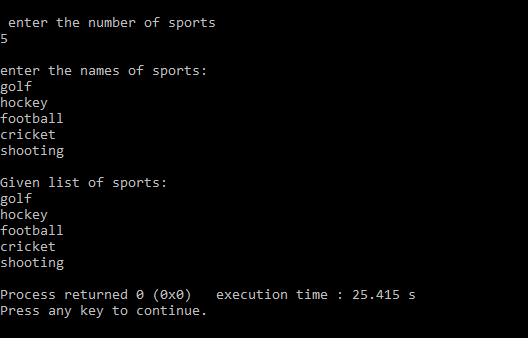 enter the number of sports
5
enter the names of sports:
golf
hockey
football
cricket
shooting
Given list of sports:
golf
hockey
football
cricket
shooting
Process returned 0 (0x0)   execution time : 25.415 s
Press any key to continue.